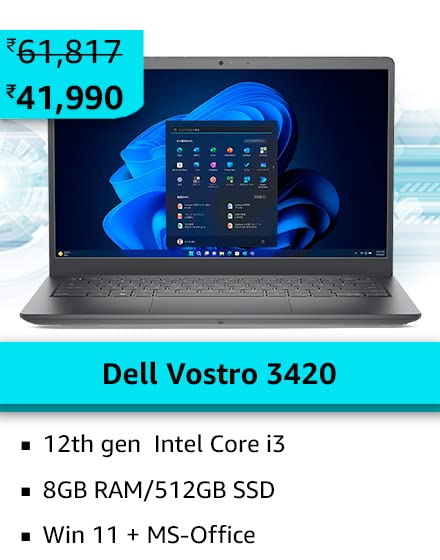 ₹61,817
₹41,990
Dell Vostro 3420
▪ 12th gen Intel Core i3
▪ 8GB RAM/512GB SSD
▪ Win 11 + MS-Office